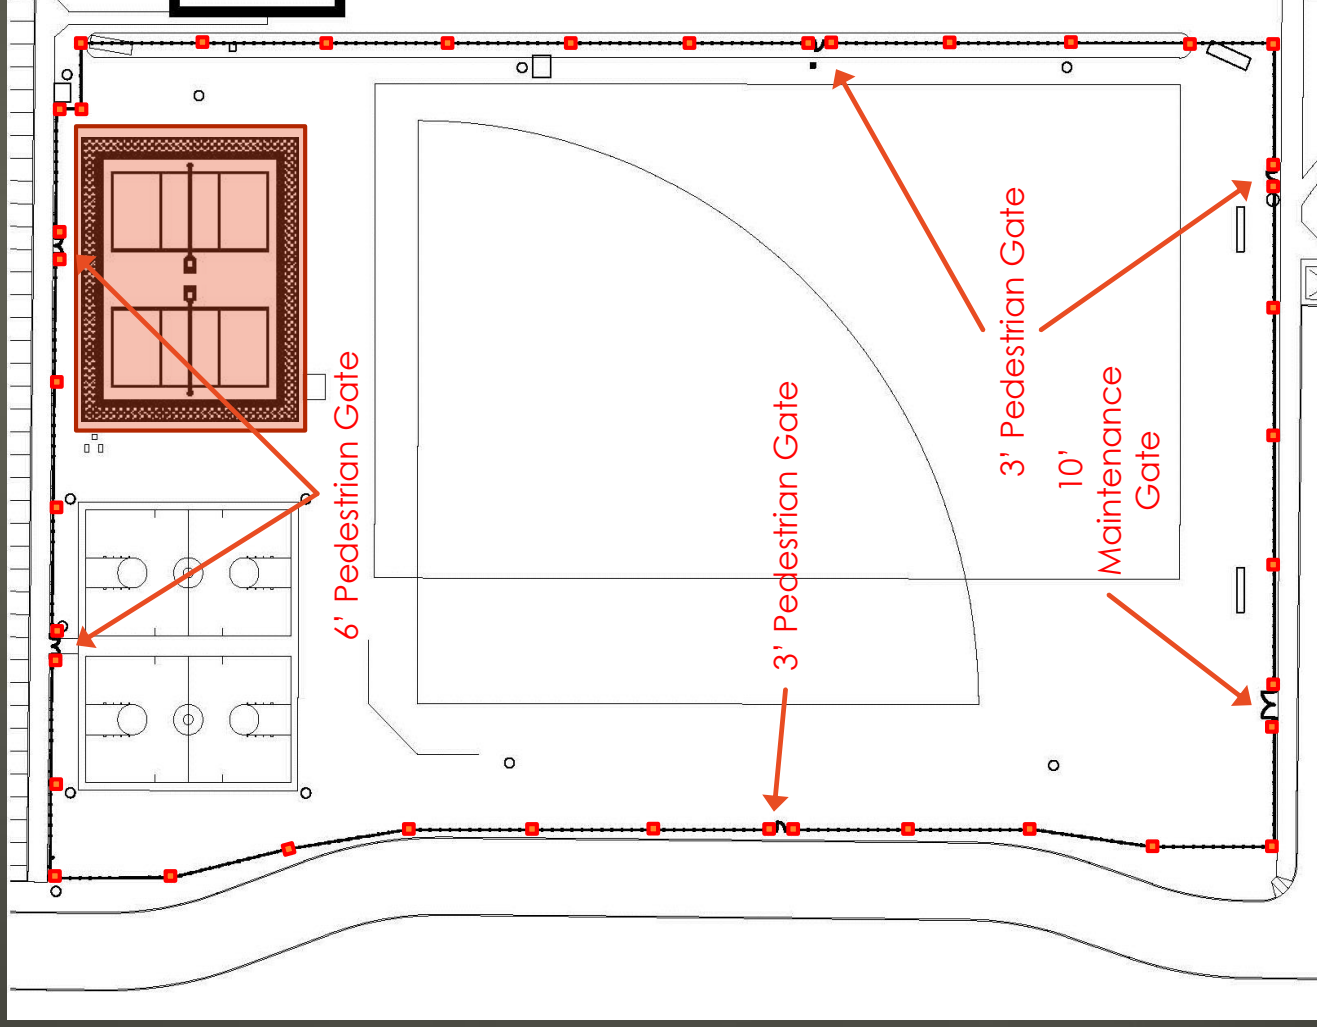 6’ Pedestrian Gate
3’ Pedestrian Gate
3’ Pedestrian Gate
10’
Maintenance
Gate